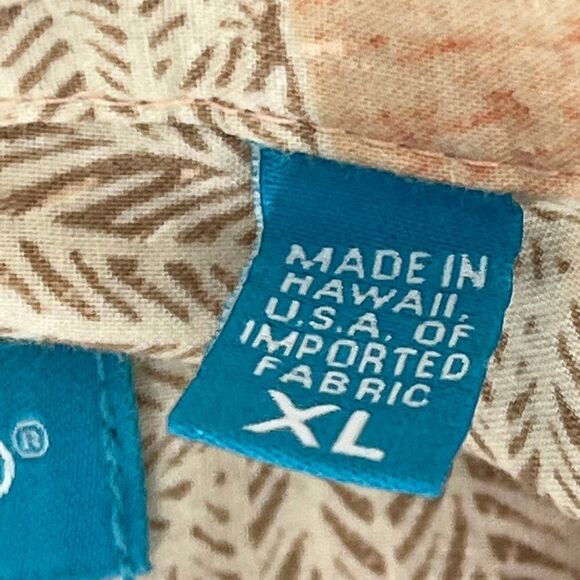 MADE IN
HAWAII,
U.S.A. OF
IMPORTED
FABRIC
XL
®